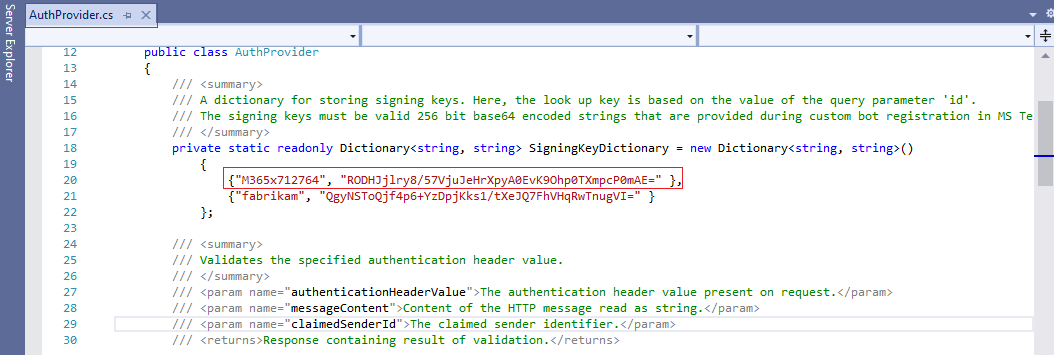 Server Explorer
AuthProvider.cs
12 public class AuthProvider
13 {
14 /// <summary>
15 /// A dictionary for storing signing keys. Here, the look up key is based on the value of the query parameter 'id'.
16 /// The signing keys must be valid 256 bit base64 encoded strings that are provided during custom bot registration in MS Te
17 /// </summary>
18 private static readonly Dictionary<string, string> SigningKeyDictionary = new Dictionary<string, string>()
19 {
20 {"M365x712764", "RODHJjlry8/57VjuJeHrXpyA0EvK9Ohp0TXmpcP0mAE=" },
21 {"fabrikam", "QgyNSToQjf4p6+YzDpjKks1/tXeJQ7FhVHqRwTnugVI=" }
22 };
23
24 /// <summary>
25 /// Validates the specified authentication header value.
26 /// </summary>
27 /// <param name="authenticationHeaderValue">The authentication header value present on request.</param>
28 /// <param name="messageContent">Content of the HTTP message read as string.</param>
29 /// <param name="claimedSenderId">The claimed sender identifier.</param>
30 /// <returns>Response containing result of validation.</returns>